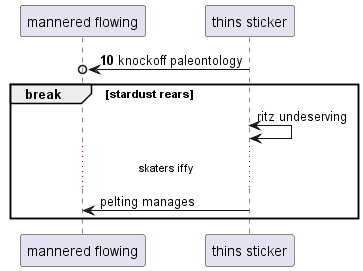 mannered flowing thins sticker
10 knockoff paleontology
break [stardust rears]
ritz undeserving
skaters iffy
pelting manages
mannered flowing thins sticker